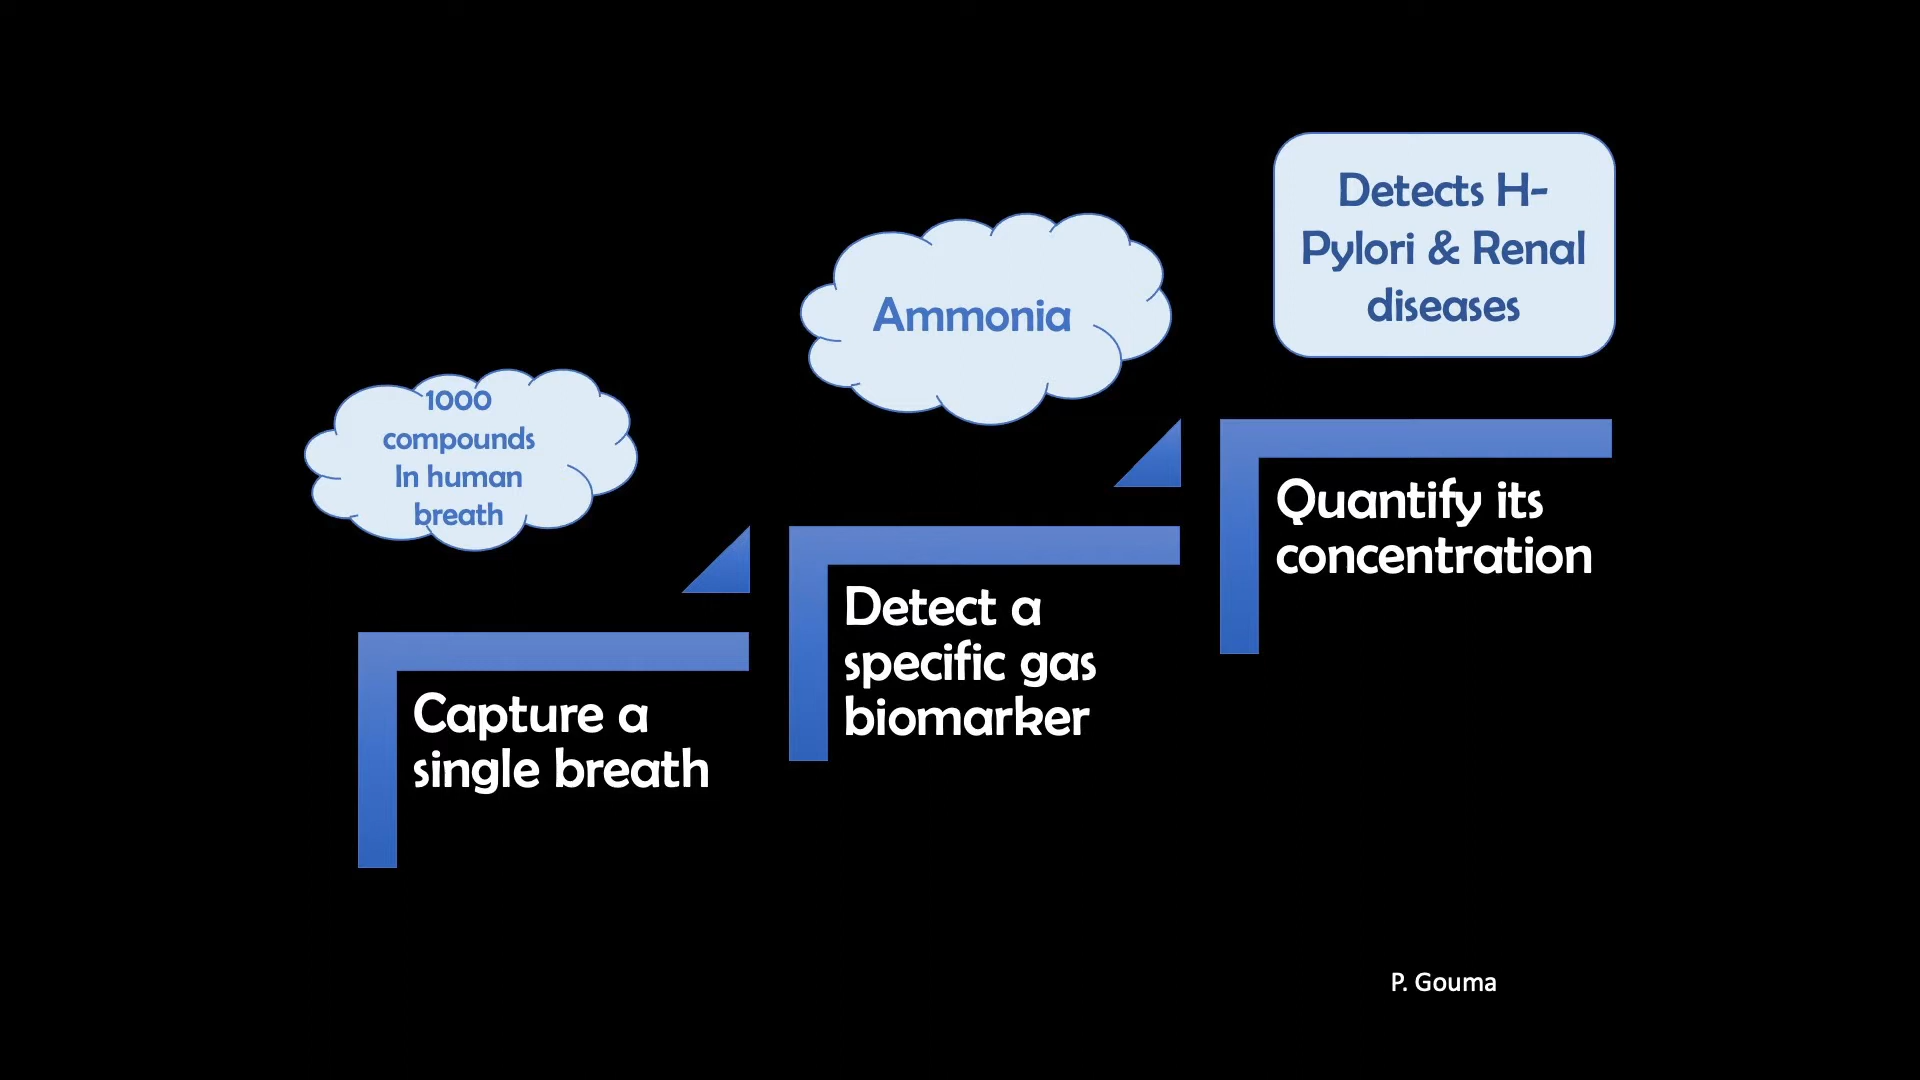 1000
compounds
In human
breath
Capture a
single breath
Ammonia
Detect a
specific gas
biomarker
Detects H-
Pylori & Renal
diseases
Quantify its
concentration
P. Gouma